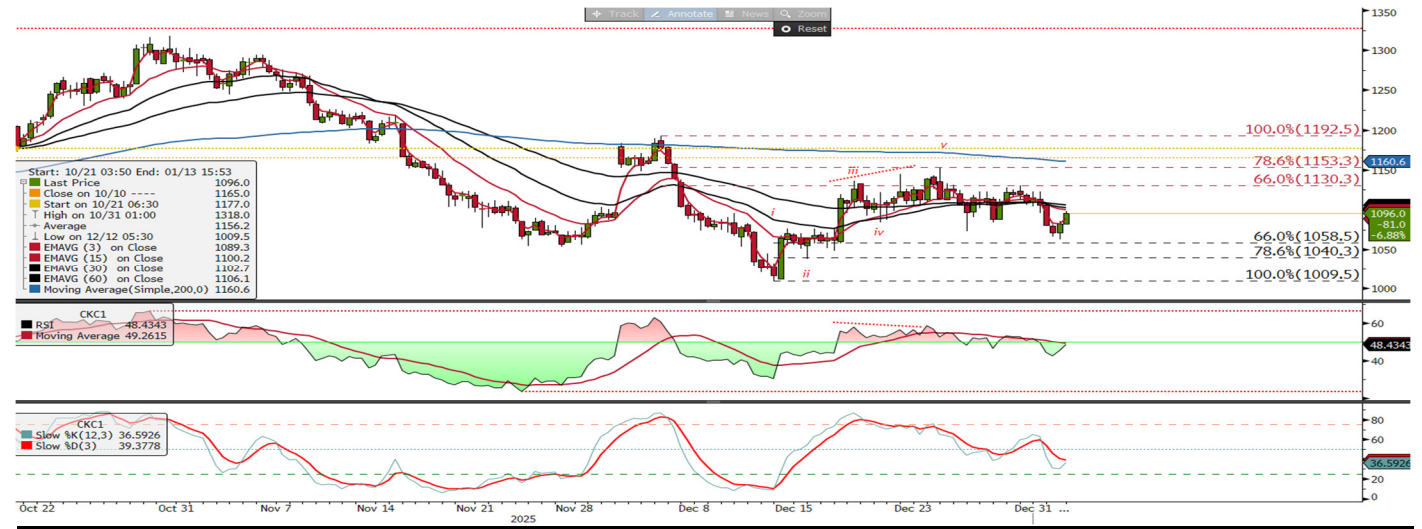 Track Annotate News Zoom
Reset
1350
1300
1250
1200
1150
1050
1000
100.0%(1192.5)
78.6%(1153.3)
66.0%(1130.3)
66.0%(1058.5)
78.6%(1040.3)
100.0%(1009.5)
1160.6
1096.0
-81.0
-6.88%
i
ii
iii
iv
v
Start: 10/21 03:50 End: 01/13 15:53
Last Price 1096.0
Close on 10/10 ---- 1165.0
Start on 10/21 06:30 1177.0
High on 10/31 01:00 1318.0
Average 1156.2
Low on 12/12 05:30 1009.5
EMAVG (3) on Close 1089.3
EMAVG (15) on Close 1100.2
EMAVG (30) on Close 1102.7
EMAVG (60) on Close 1106.1
Moving Average(Simple,200,0) 1160.6
CKC1
RSI 48.4343
Moving Average 49.2615
60
48.4343
40
CKC1
Slow %K(12,3) 36.5926
Slow %D(3) 39.3778
80
60
36.5926
20
0
Oct 22 Oct 31 Nov 7 Nov 14 Nov 21 Nov 28 Dec 8 Dec 15 Dec 23 Dec 31 ...
2025